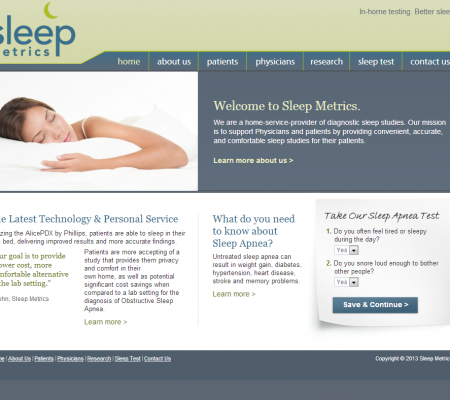 sleep
metrics
In-home testing. Better slee
home about us patients physicians research sleep test contact us
Welcome to Sleep Metrics.
We are a home-service-provider of diagnostic sleep studies. Our mission
is to support Physicians and patients by providing convenient, accurate,
and comfortable sleep studies for their patients.
Learn more about us >
e Latest Technology & Personal Service
zing the AlicePDX by Phillips, patients are able to sleep in their
bed, delivering improved results and more accurate findings.
ur goal is to provide
ower cost, more
mfortable alternative
the lab setting."
ohn, Sleep Metrics
Patients are more accepting of a
study that provides them privacy
and comfort in their
own home, as well as potential
significant cost savings when
compared to a lab setting for the
diagnosis of Obstructive Sleep
Apnea.
Learn more >
What do you need
to know about
Sleep Apnea?
Untreated sleep apnea can
result in weight gain, diabetes,
hypertension, heart disease,
stroke and memory problems.
Learn more >
Take Our Sleep Apnea Test
1. Do you often feel tired or sleepy
during the day?
Yes
2. Do you snore loud enough to bother
other people?
Yes
Save & Continue >
me | About Us | Patients | Physicians | Research | Sleep Test | Contact Us
Copyright © 2013 Sleep Metric